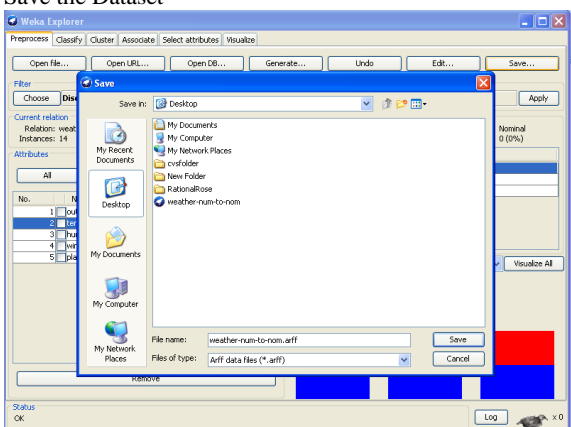 Save the Dataset
Weka Explorer
Preprocess Classify Cluster Associate Select attributes Visualize
Open file... Open URL... Open DB... Generate... Undo Edit... Save...
Filter
Choose Apply
Save
Save in: Desktop
Current relation
Relation: weat
Instances: 14
Nominal
0 (0%)
Attributes
All
No. N
1 out
2 tem
3 hu
4 win
5 pla
My Recent Documents
Desktop
My Documents
My Computer
My Network Places
My Documents
My Computer
My Network Places
cvsfolder
New Folder
RationalRose
weather-num-to-nom
Visualize All
File name: weather-num-to-nom.arff Save
Files of type: Arff data files (*.arff) Cancel
Remove
Status
OK
Log x 0